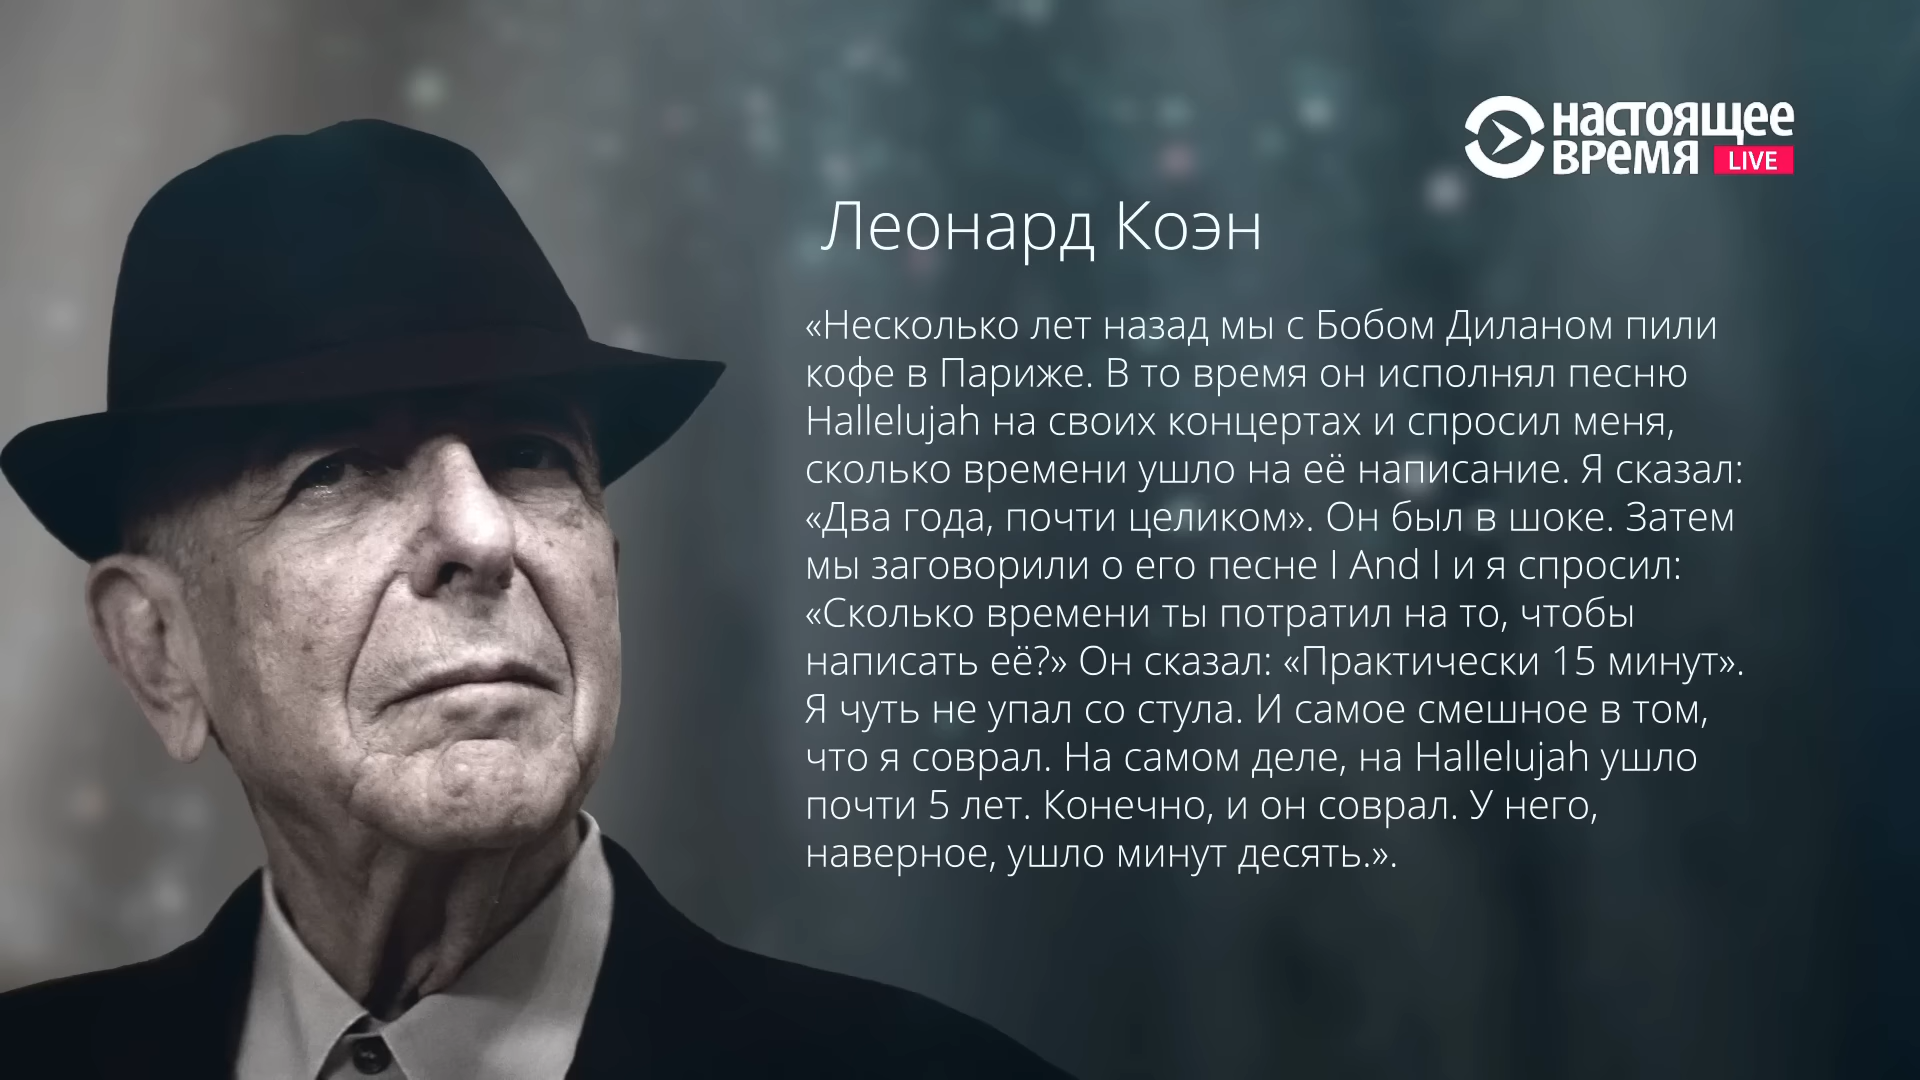 НАСТОЯЩЕЕ
ВРЕМЯ LIVE
Леонард Коэн
«Несколько лет назад мы с Бобом Диланом пили
кофе в Париже. В то время он исполнял песню
Hallelujah на своих концертах и спросил меня,
сколько времени ушло на её написание. Я сказал:
«Два года, почти целиком». Он был в шоке. Затем
мы заговорили о его песне I And I и я спросил:
«Сколько времени ты потратил на то, чтобы
написать её?» Он сказал: «Практически 15 минут».
Я чуть не упал со стула. И самое смешное в том,
что я соврал. На самом деле, на Hallelujah ушло
почти 5 лет. Конечно, и он соврал. У него,
наверное, ушло минут десять.».